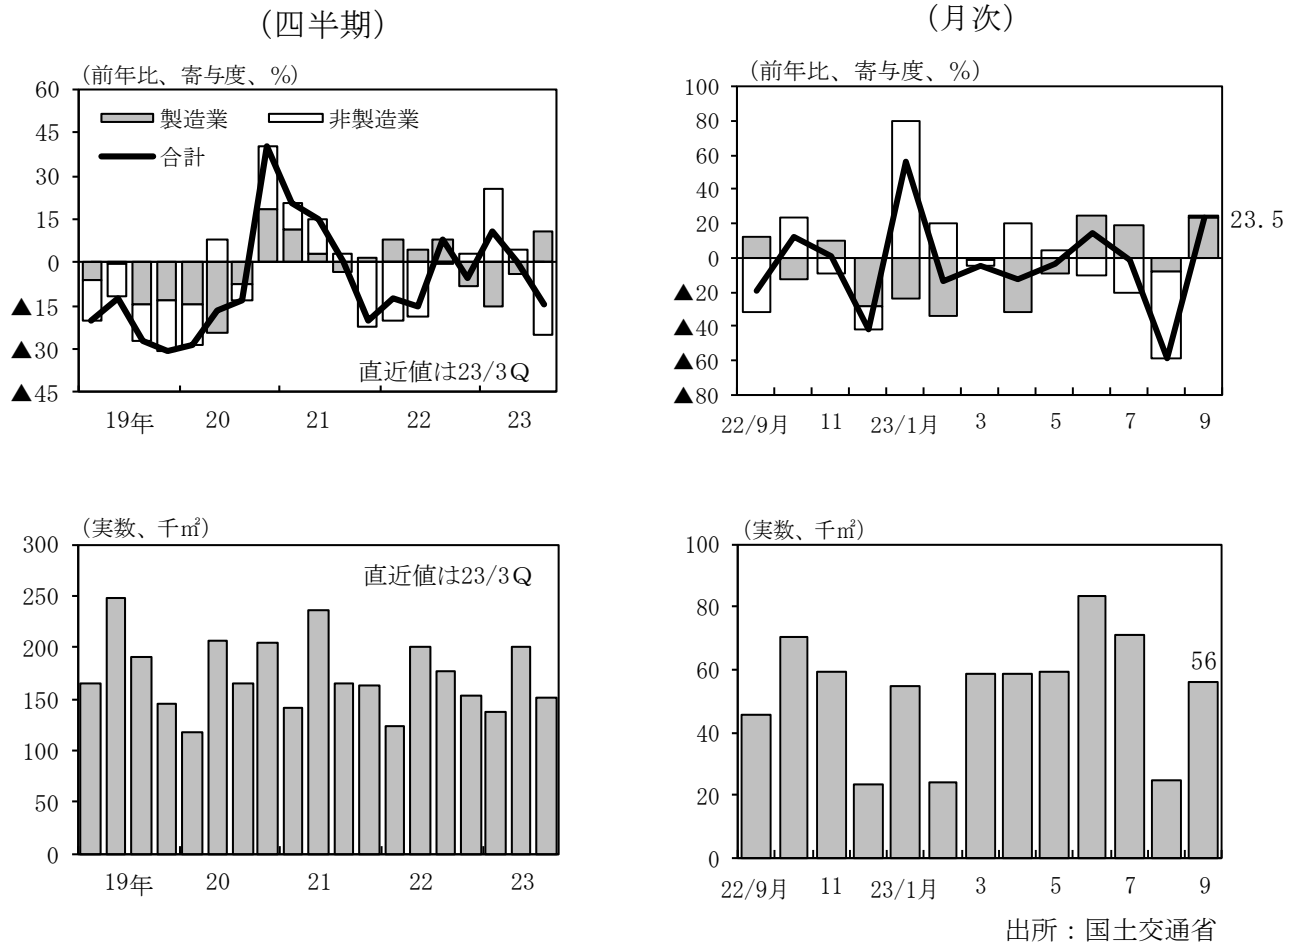 （四半期）
（前年比、寄与度、％）
60
45
30
15
0
▲15
▲30
▲45
製造業
非製造業
合計
直近値は23/3Ｑ
19年
20
21
22
23
（月次）
（前年比、寄与度、％）
100
80
60
40
20
0
▲20
▲40
▲60
▲80
23.5
22/9月
11
23/1月
3
5
7
9
（実数、千㎡）
300
250
200
150
100
50
0
直近値は23/3Ｑ
19年
20
21
22
23
（実数、千㎡）
100
80
60
40
20
0
56
22/9月
11
23/1月
3
5
7
9
出所：国土交通省